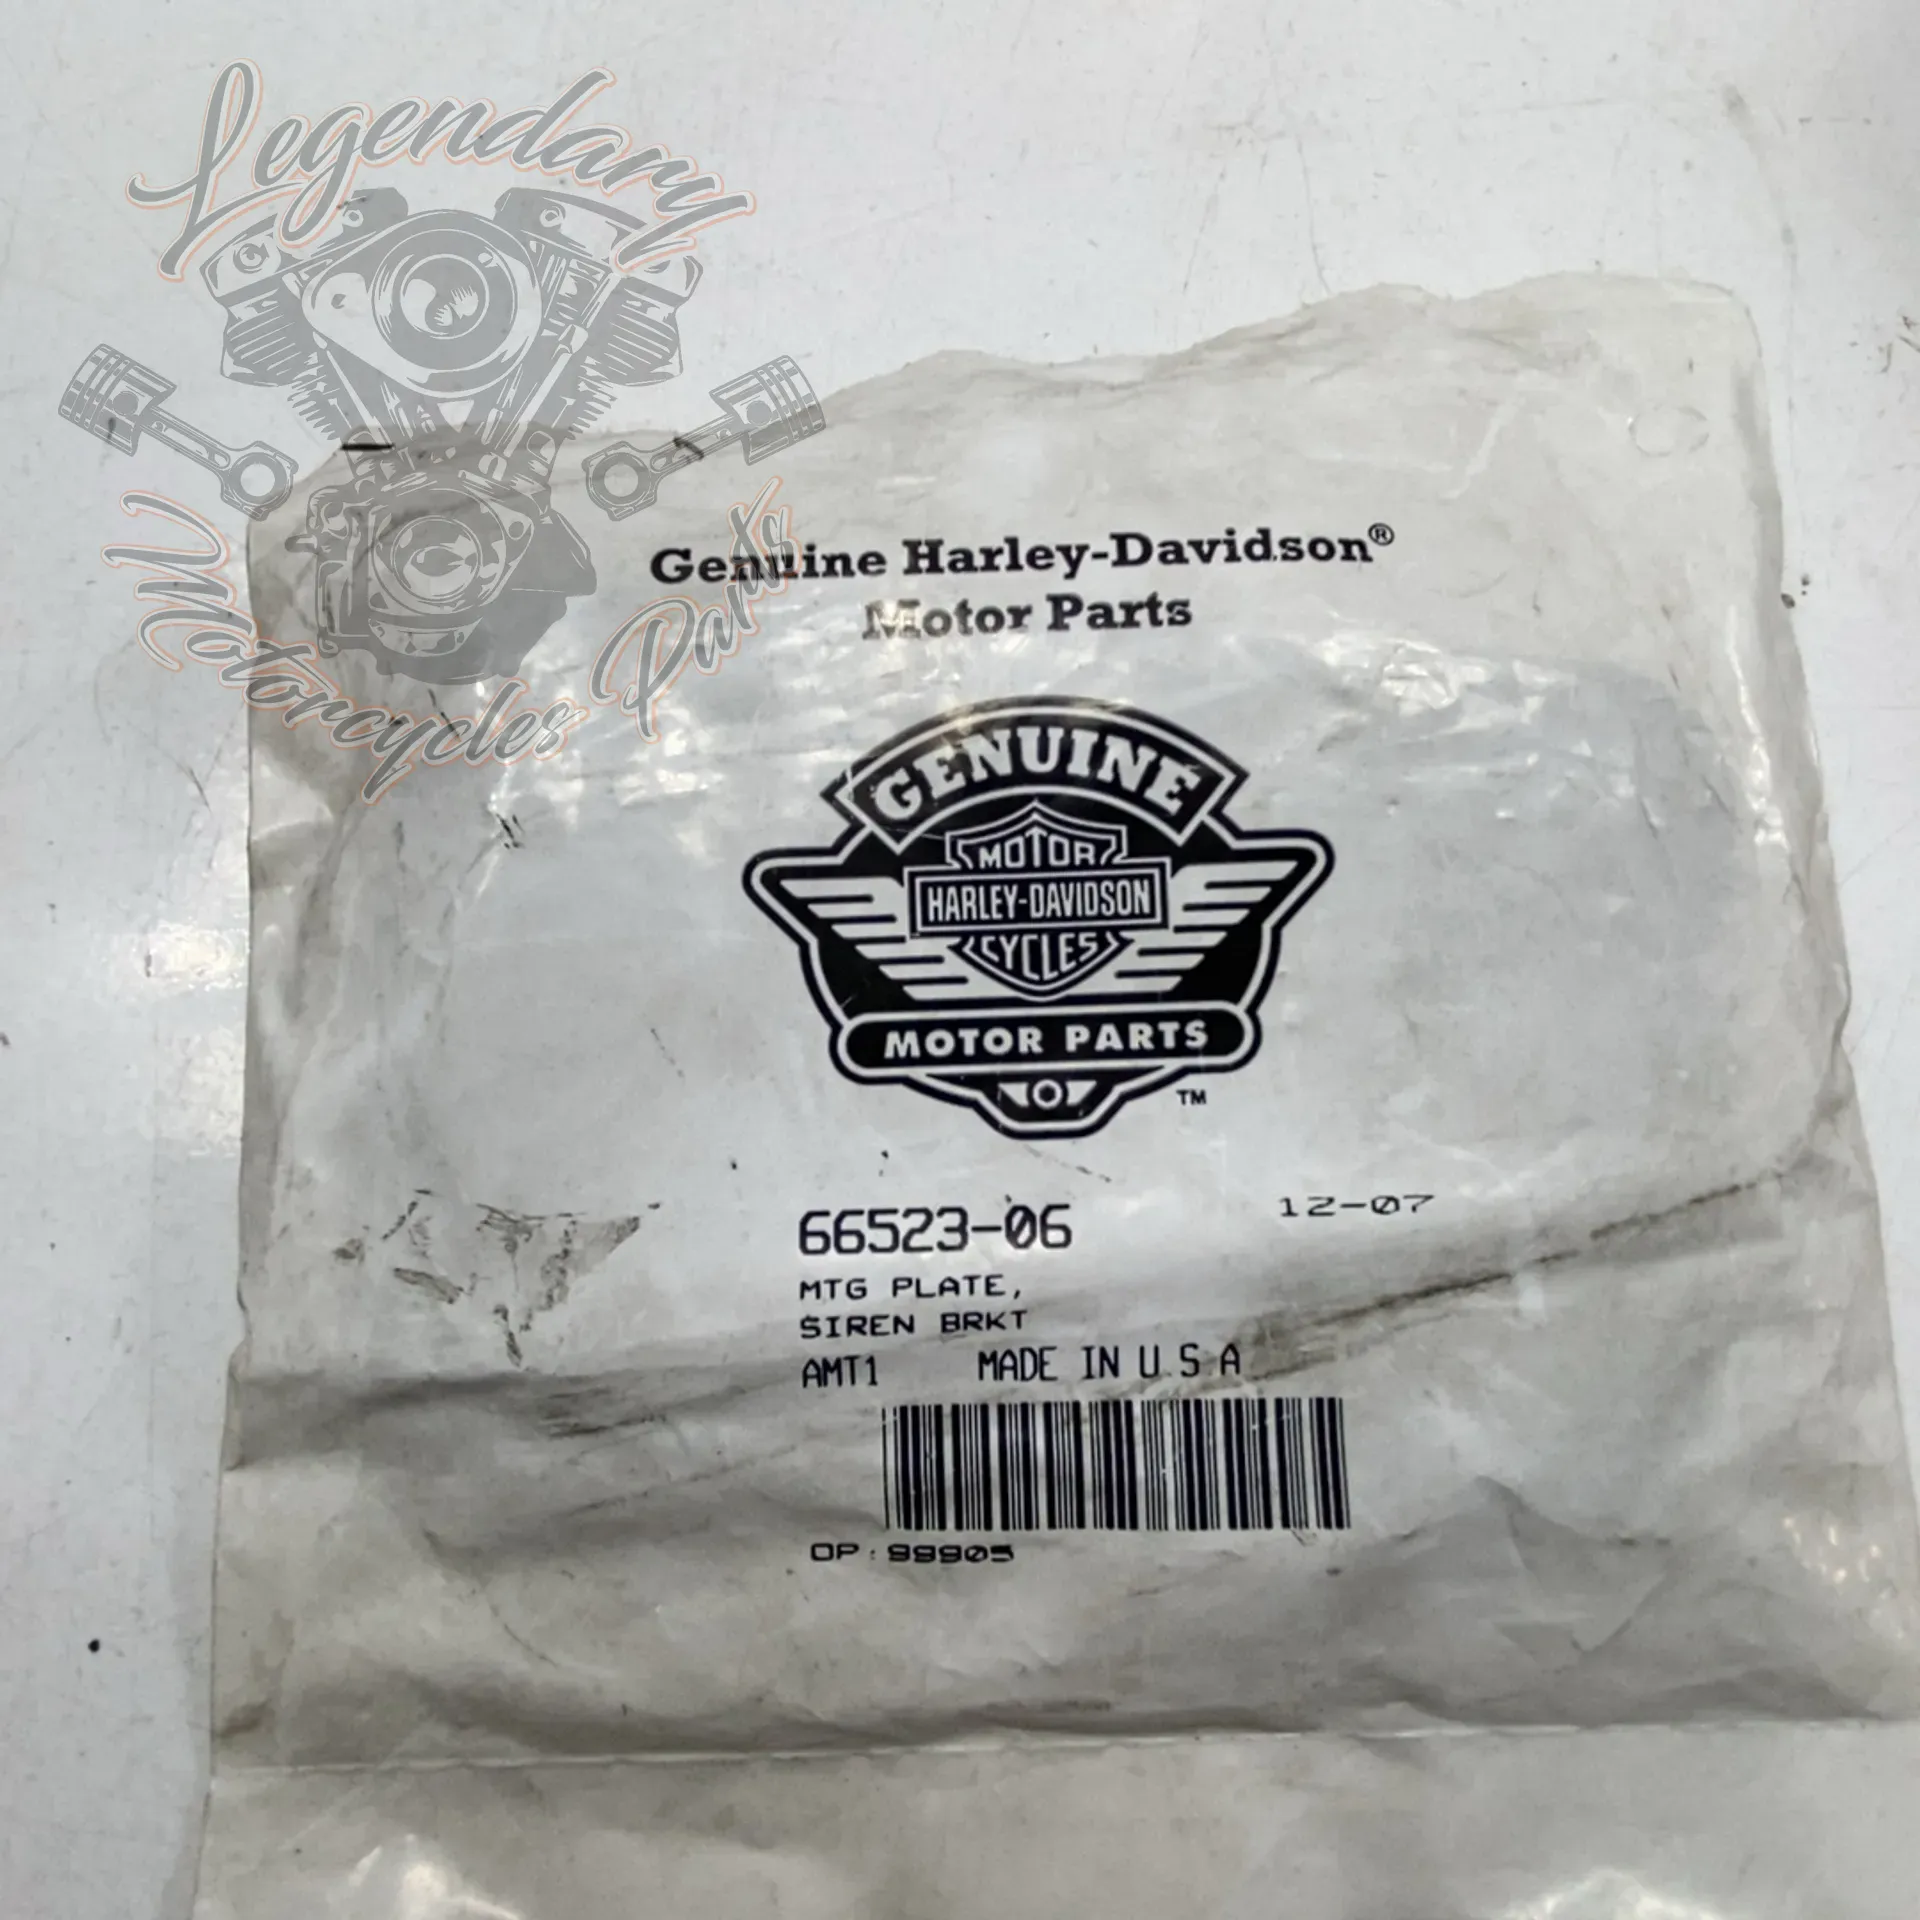 Legendary
Motorcycles Parts
Genuine Harley-Davidson®
Motor Parts
GENUINE
MOTOR
HARLEY-DAVIDSON
CYCLES
MOTOR PARTS
TM
66523-06 12-07
MTG PLATE,
SIREN BRKT
AMT1 MADE IN U.S.A
OP: 99905